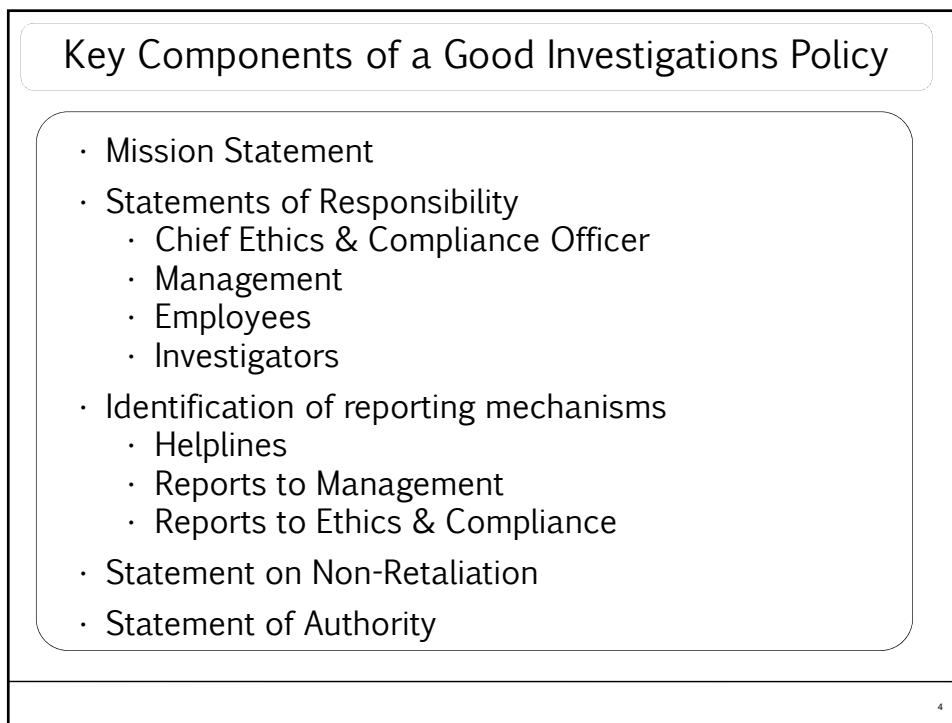 Key Components of a Good Investigations Policy
· Mission Statement
· Statements of Responsibility
· Chief Ethics & Compliance Officer
· Management
· Employees
· Investigators
· Identification of reporting mechanisms
· Helplines
· Reports to Management
· Reports to Ethics & Compliance
· Statement on Non-Retaliation
· Statement of Authority
4